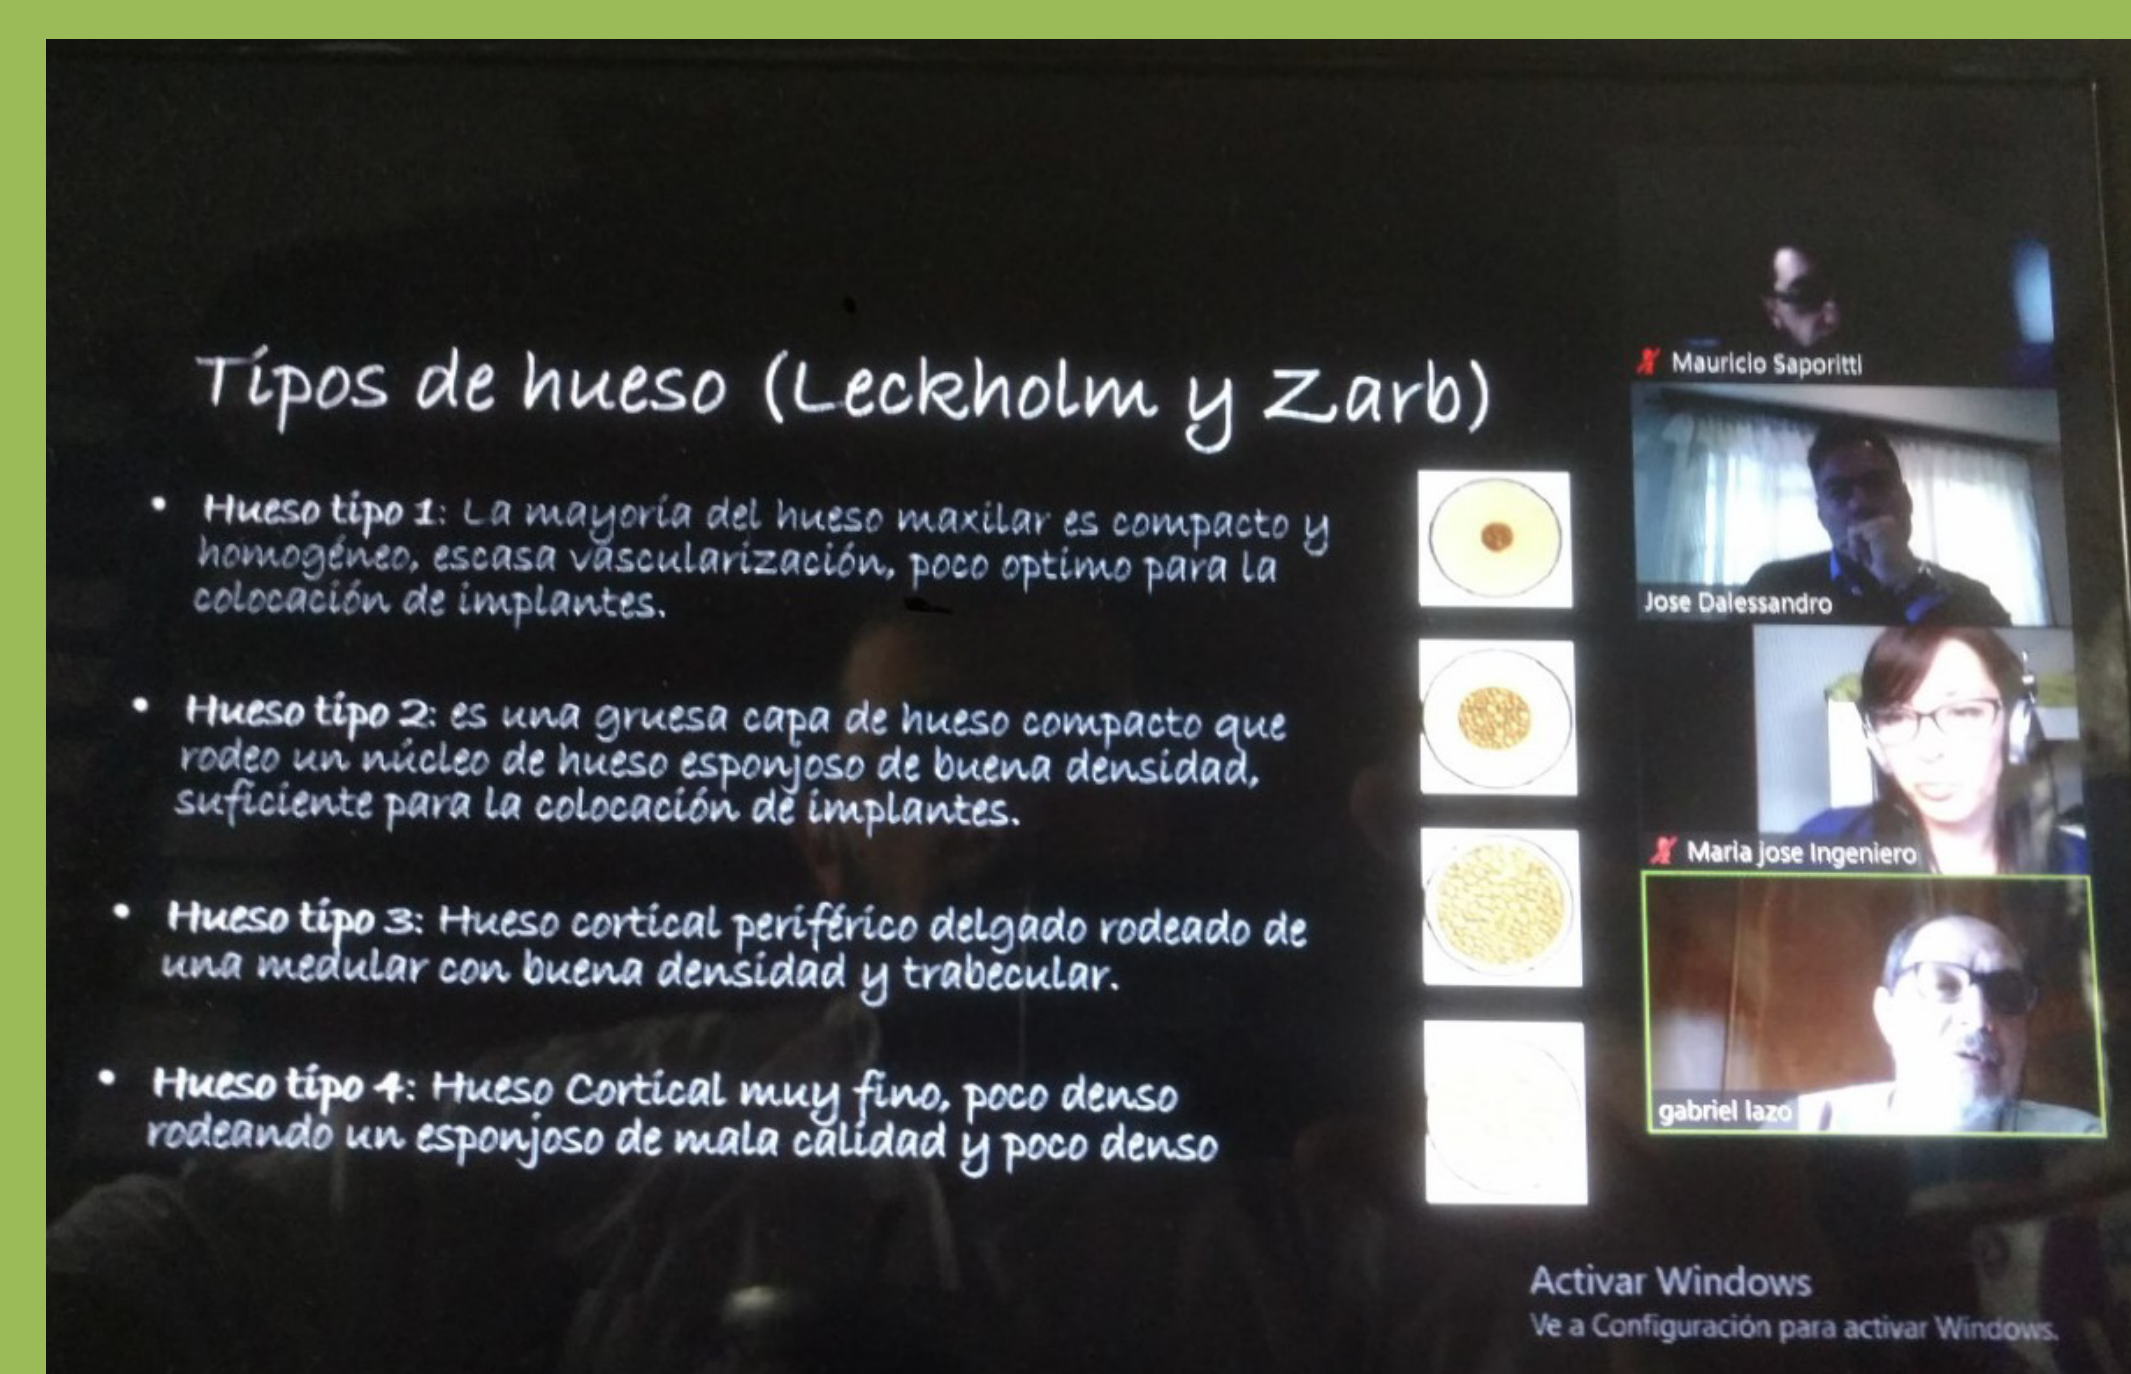 Tipos de hueso (Leckholm y Zarb)
• Hueso tipo 1: La mayoría del hueso maxilar es compacto y
homogéneo, escasa vascularización, poco optimo para la
colocación de implantes.
• Hueso tipo 2: es una gruesa capa de hueso compacto que
rodeo un núcleo de hueso esponjoso de buena densidad,
suficiente para la colocación de implantes.
• Hueso tipo 3: Hueso cortical periférico delgado rodeado de
una medular con buena densidad y trabecular.
• Hueso tipo 4: Hueso Cortical muy fino, poco denso
rodeando un esponjoso de mala calidad y poco denso
Mauricio Saporitti
Jose Dalessandro
Maria jose Ingeniero
gabriel lazo
Activar Windows
Ve a Configuración para activar Windows.